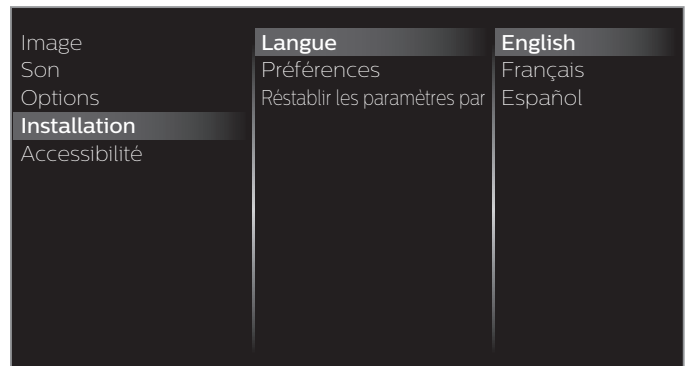 Image
Son
Options
Installation
Accessibilité
Langue
Préférences
Réstablir les paramètres par
English
Français
Español